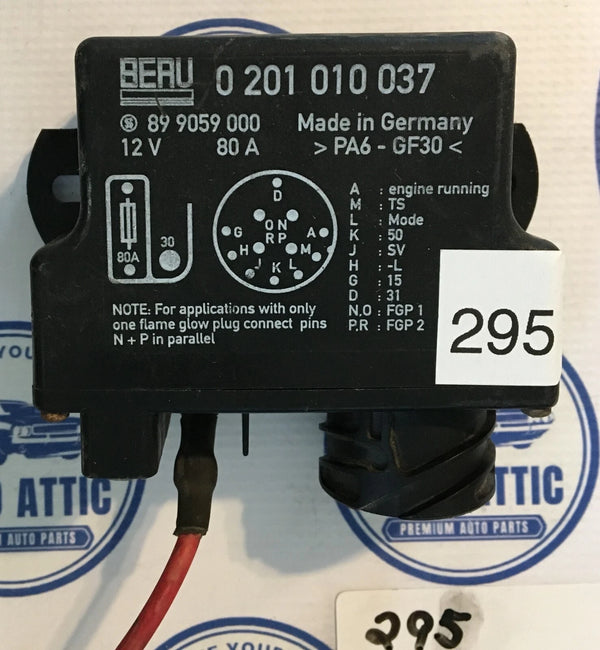 BERU 0 201 010 037
89 9059 000 Made in Germany
12 V 80 A > PA6 - GF30 <
80A
30
D
O N
R P
G
A
H
M
J
K
L
A : engine running
M : TS
L : Mode
K : 50
J : SV
H : -L
G : 15
D : 31
N.O : FGP 1
P.R : FGP 2
NOTE: For applications with only
one flame glow plug connect pins
N + P in parallel
295
ATTIC
AUTO PARTS
ATTIC
PREMIUM AUTO PARTS
295